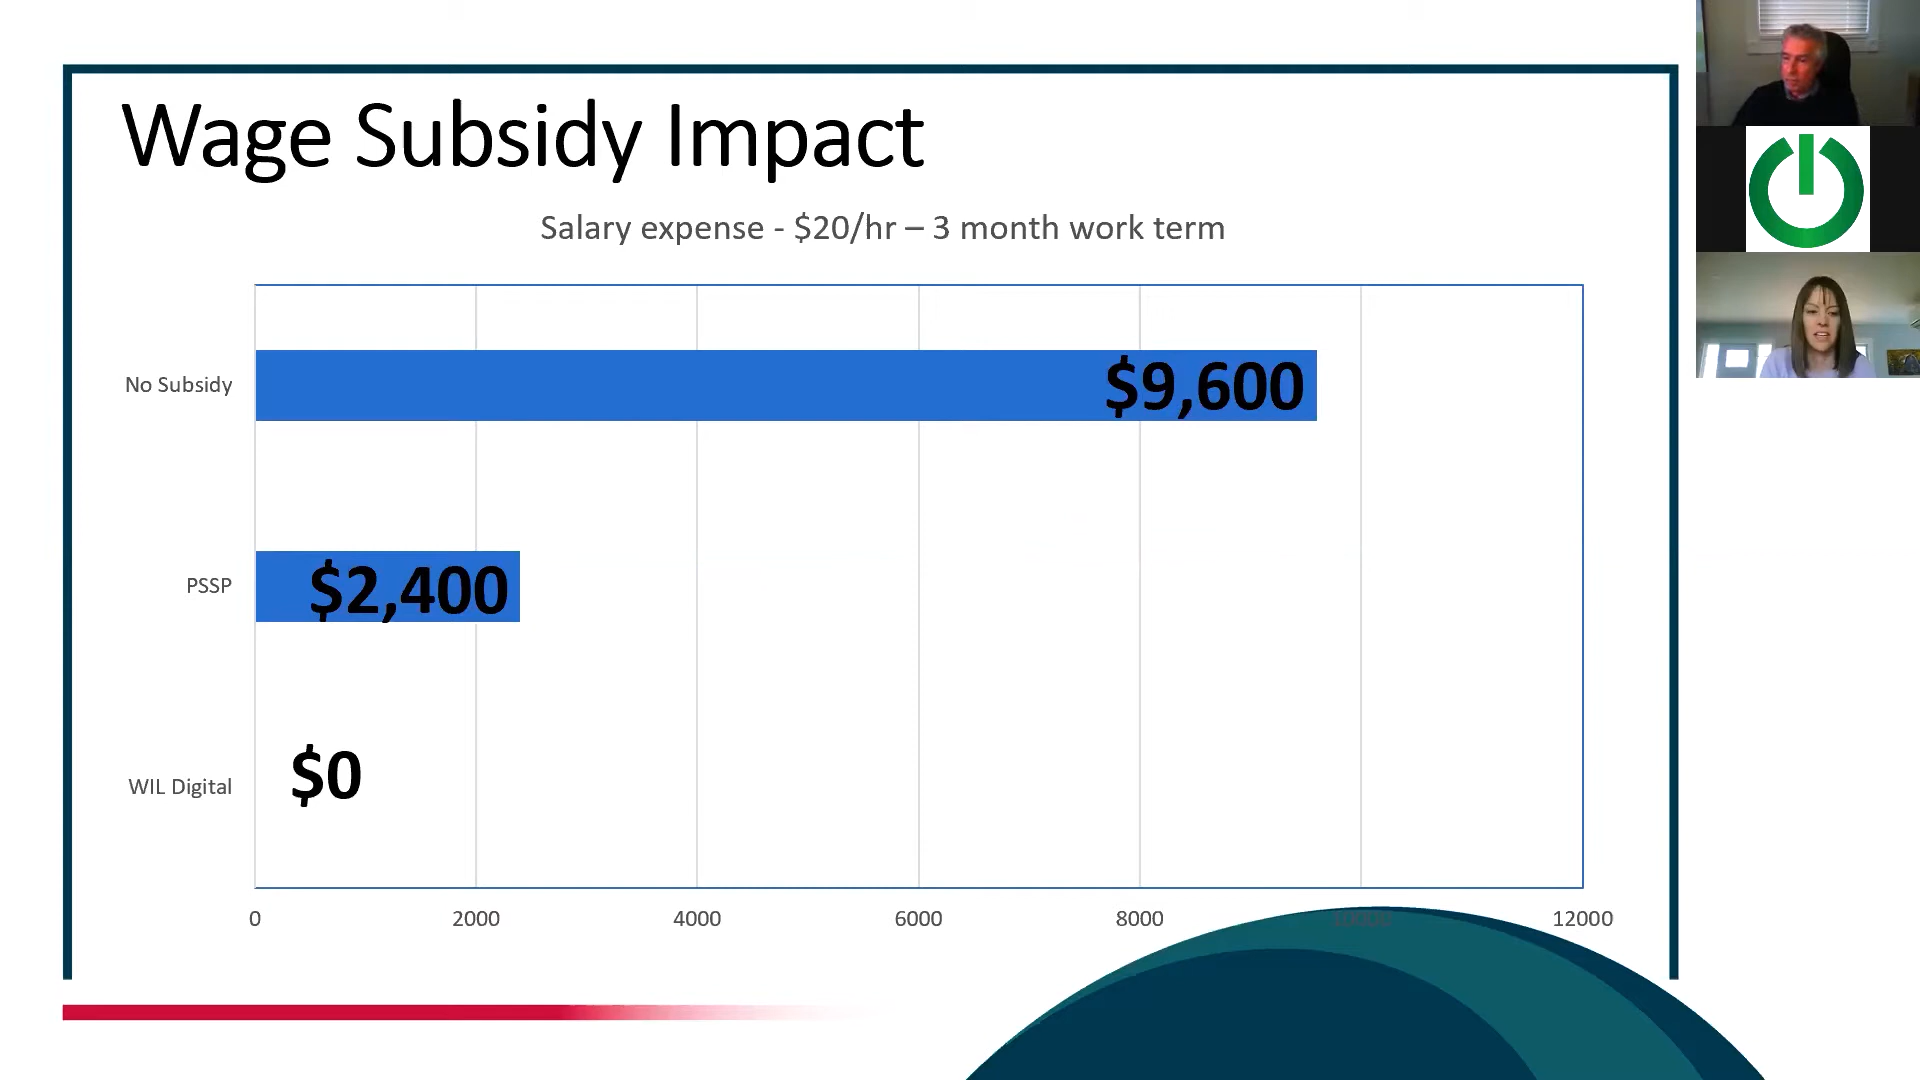 Wage Subsidy Impact
Salary expense - $20/hr – 3 month work term
No Subsidy
$9,600
PSSP
$2,400
WIL Digital
$0
0 2000 4000 6000 8000 10000 12000